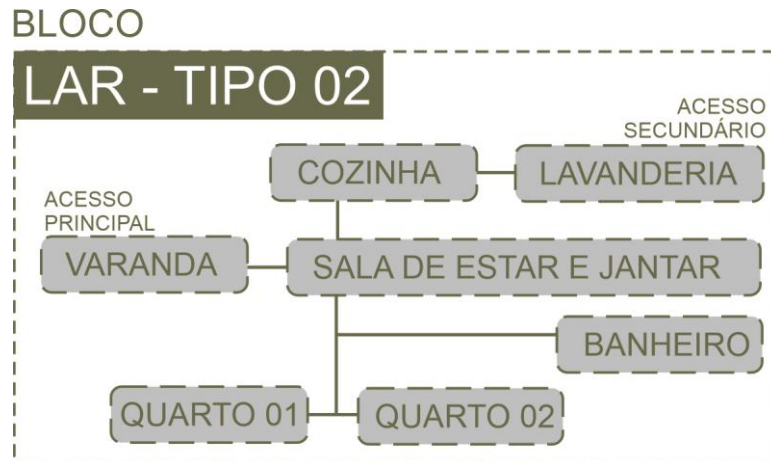 BLOCO
LAR - TIPO 02
ACESSO
SECUNDÁRIO
COZINHA
LAVANDERIA
ACESSO
PRINCIPAL
VARANDA
SALA DE ESTAR E JANTAR
BANHEIRO
QUARTO 01
QUARTO 02